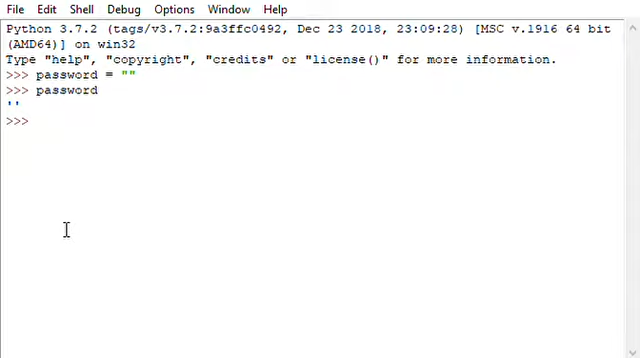 File Edit Shell Debug Options Window Help
Python 3.7.2 (tags/v3.7.2:9a3ffc0492, Dec 23 2018, 23:09:28) [MSC v.1916 64 bit
(AMD64)] on win32
Type "help", "copyright", "credits" or "license()" for more information.
>>> password = ""
>>> password
''
>>>